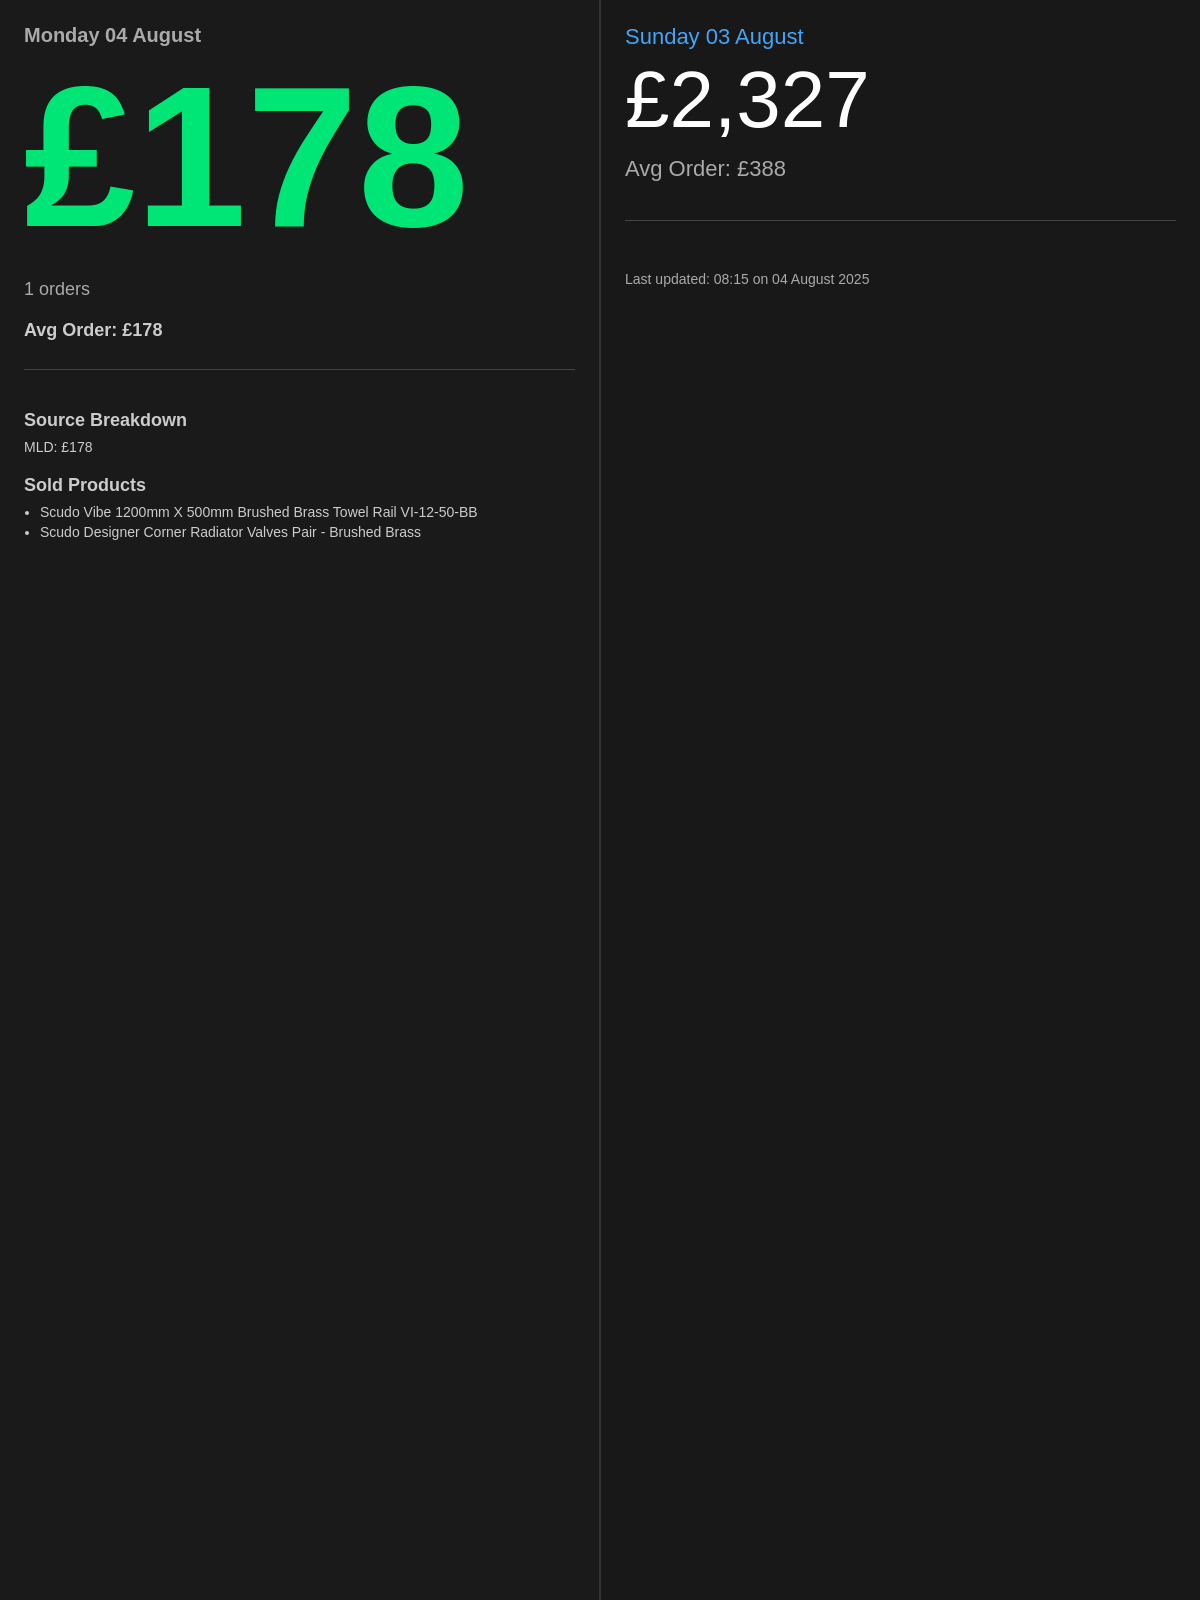 Monday 04 August
£178
1 orders
Avg Order: £178
Source Breakdown
MLD: £178
Sold Products
• Scudo Vibe 1200mm X 500mm Brushed Brass Towel Rail VI-12-50-BB
• Scudo Designer Corner Radiator Valves Pair - Brushed Brass
Sunday 03 August
£2,327
Avg Order: £388
Last updated: 08:15 on 04 August 2025